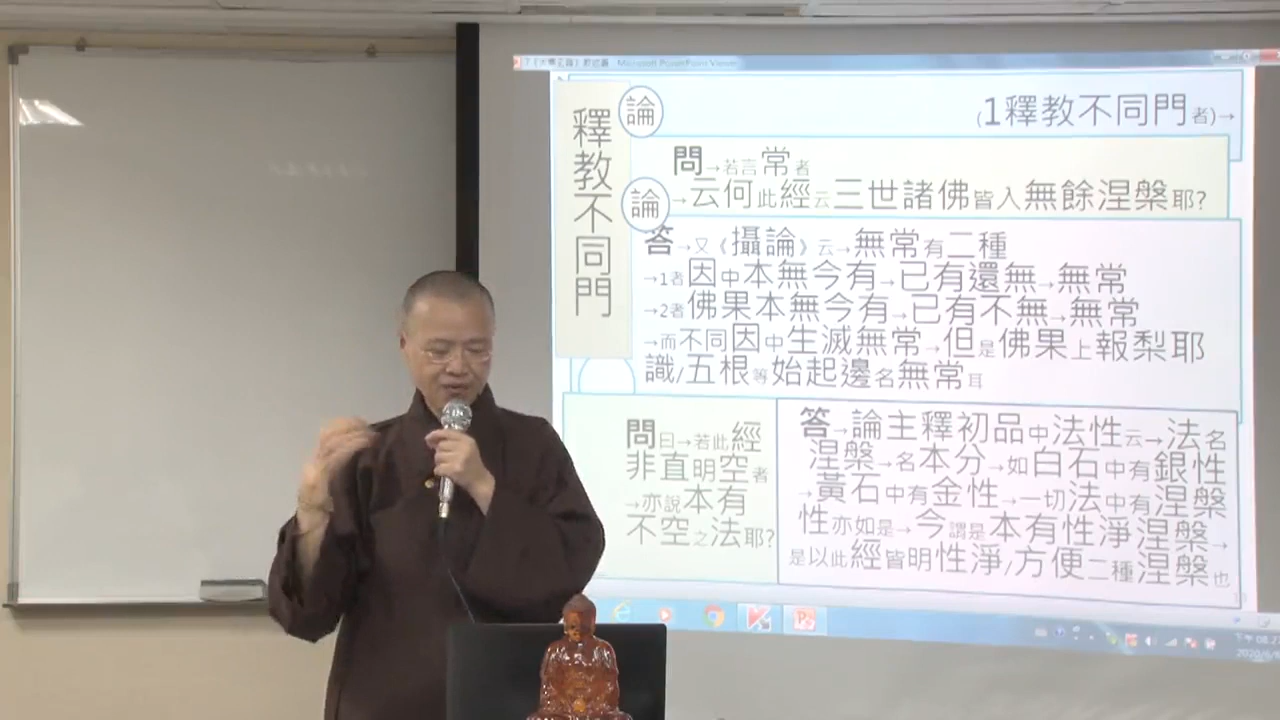 Microsoft PowerPoint Viewer
釋教不同門
論
(1釋教不同門者)→
問→若言常者
論
→云何此經云三世諸佛皆入無餘涅槃耶?
答→又《攝論》云→無常有二種
→1者因中本無今有→已有還無→無常
→2者佛果本無今有→已有不無→無常
→而不同因中生滅無常→但是佛果上報梨耶
識/五根等始起邊名無常耳
問曰→若此經
非直明空者
→亦說本有
不空之法耶?
答→論主釋初品中法性云→法名
涅槃→名本分→如白石中有銀性
→黃石中有金性→一切法中有涅槃
性亦如是→今謂是本有性淨涅槃→
是以此經皆明性淨/方便二種涅槃也